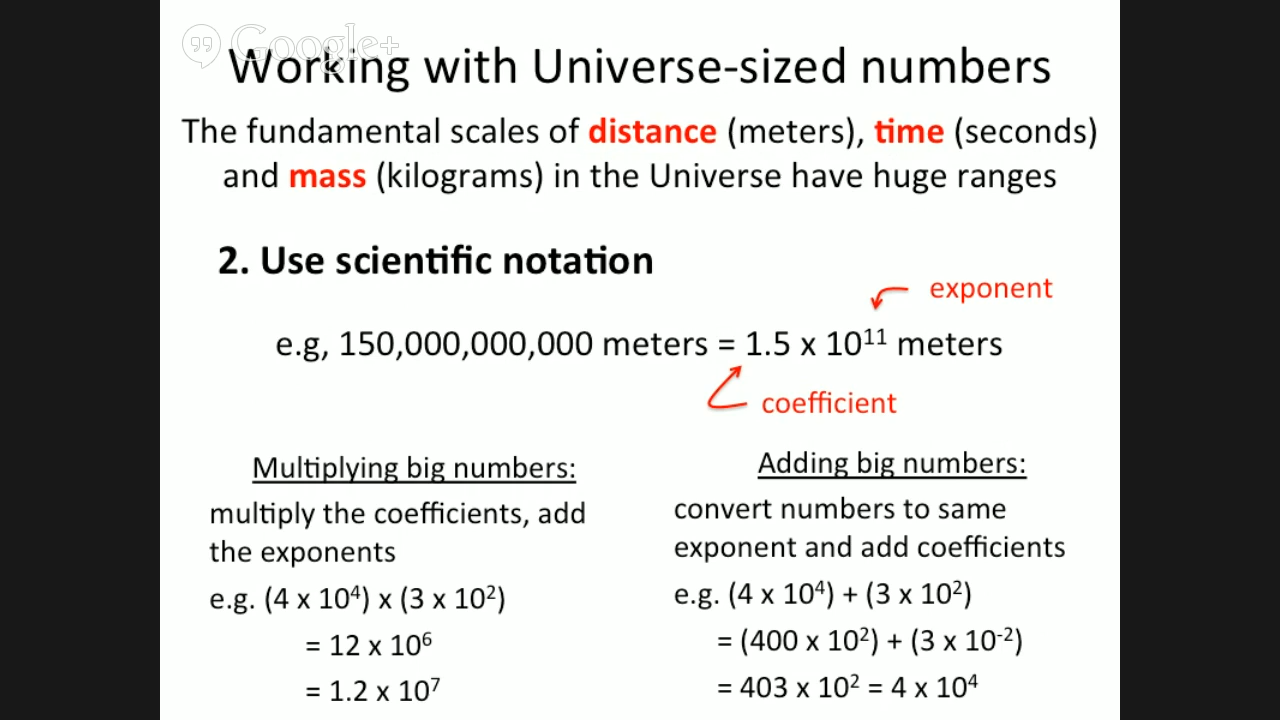 Google+
Working with Universe-sized numbers
The fundamental scales of distance (meters), time (seconds)
and mass (kilograms) in the Universe have huge ranges
2. Use scientific notation
exponent
e.g, 150,000,000,000 meters = 1.5 x 10¹¹ meters
coefficient
Multiplying big numbers:
multiply the coefficients, add
the exponents
e.g. (4 x 10⁴) x (3 x 10²)
= 12 x 10⁶
= 1.2 x 10⁷
Adding big numbers:
convert numbers to same
exponent and add coefficients
e.g. (4 x 10⁴) + (3 x 10²)
= (400 x 10²) + (3 x 10⁻²)
= 403 x 10² = 4 x 10⁴